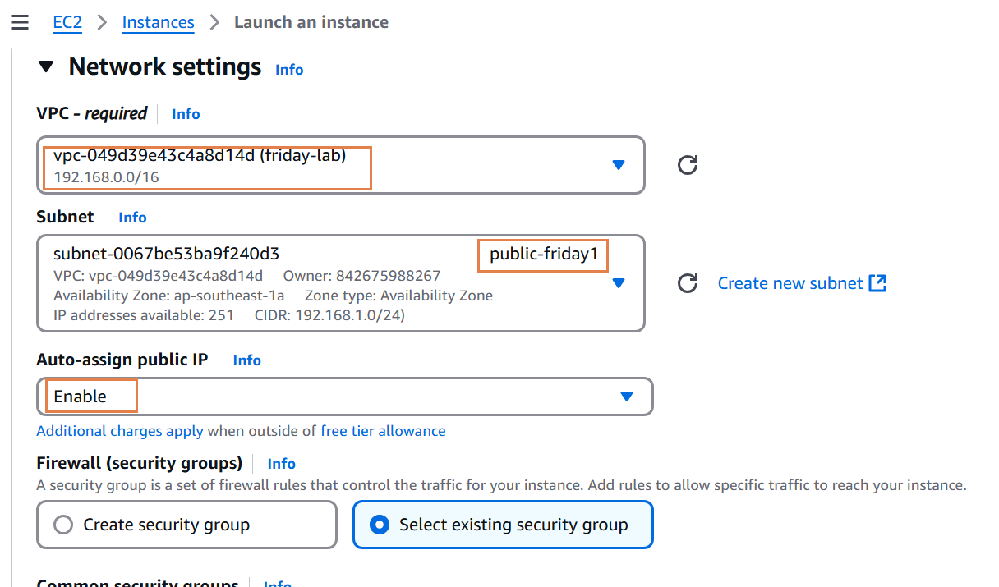 EC2 > Instances > Launch an instance
Network settings Info
VPC - required Info
vpc-049d39e43c4a8d14d (friday-lab)
192.168.0.0/16
Subnet Info
subnet-0067be53ba9f240d3 public-friday1
VPC: vpc-049d39e43c4a8d14d Owner: 842675988267
Availability Zone: ap-southeast-1a Zone type: Availability Zone
IP addresses available: 251 CIDR: 192.168.1.0/24)
Create new subnet
Auto-assign public IP Info
Enable
Additional charges apply when outside of free tier allowance
Firewall (security groups) Info
A security group is a set of firewall rules that control the traffic for your instance. Add rules to allow specific traffic to reach your instance.
Create security group Select existing security group
Common security groups Info